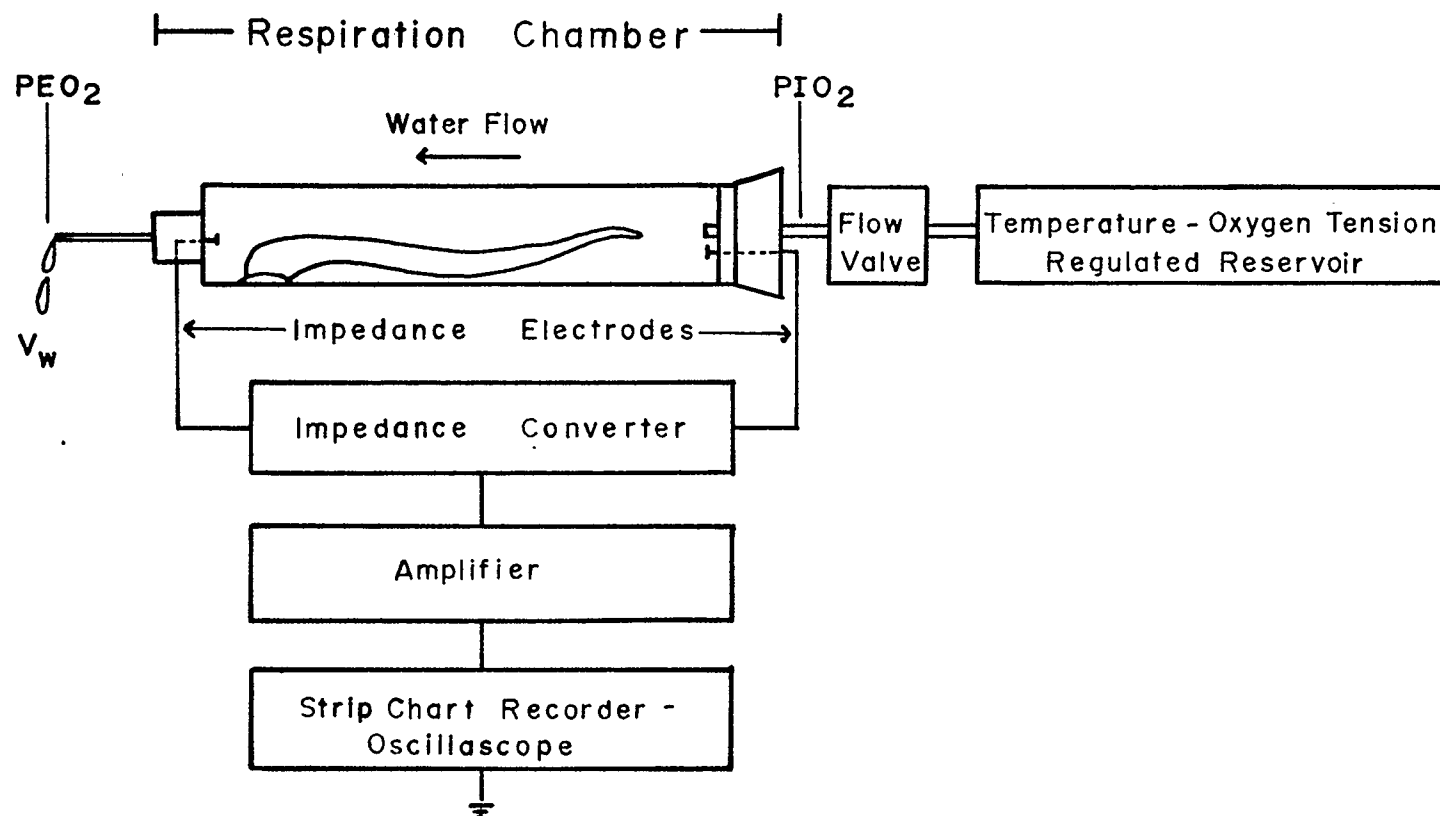 Respiration Chamber
PEO2
PIO2
Water Flow
Flow
Valve
Temperature - Oxygen Tension
Regulated Reservoir
Vw
Impedance Electrodes
Impedance Converter
Amplifier
Strip Chart Recorder -
Oscillascope